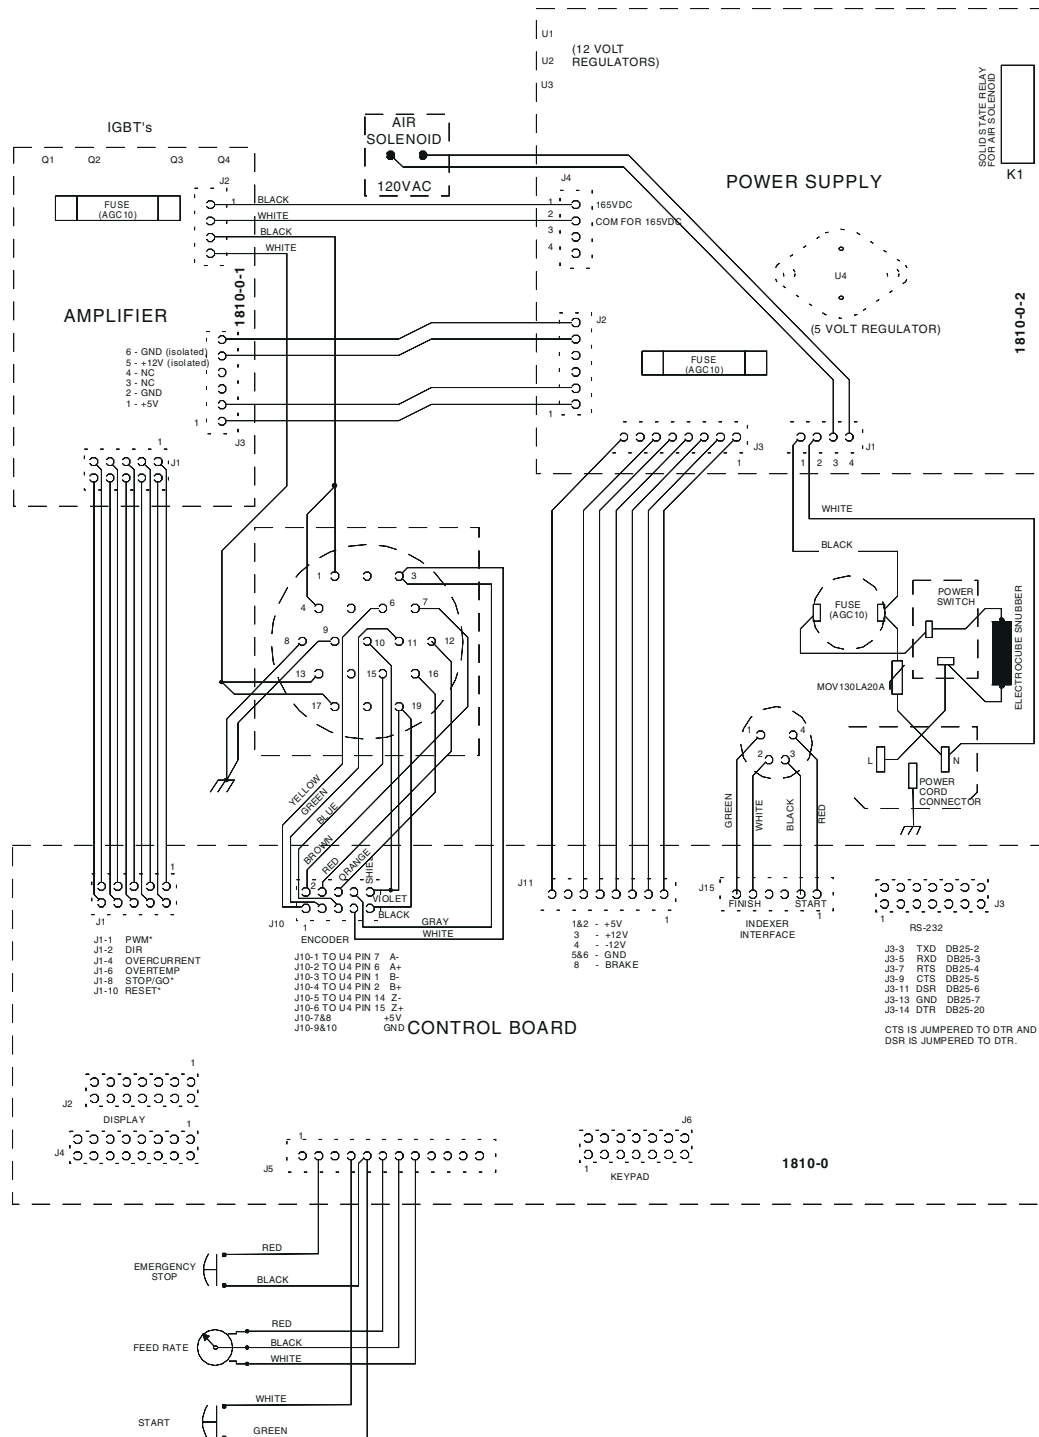 U1
(12 VOLT
U2
REGULATORS)
U3
SOLID STATE RELAY
FOR AIR SOLENOID
K1
AIR
SOLENOID
120VAC
POWER SUPPLY
IGBT's
Q1 Q2 Q3 Q4
J2
FUSE
(AGC10)
1
BLACK
WHITE
BLACK
WHITE
J4
1
2
3
4
165VDC
COM FOR 165VDC
U4
(5 VOLT REGULATOR)
1810-0-2
1810-0-1
AMPLIFIER
6 - GND (isolated)
5 - +12V (isolated)
4 - NC
3 - NC
2 - GND
1 - +5V
1
J3
J2
1
FUSE
(AGC10)
J3
1
J1
1 2 3 4
1
J1
WHITE
BLACK
FUSE
(AGC10)
POWER
SWITCH
ELECTROCUBE SNUBBER
MOV130LA20A
L
N
POWER
CORD
CONNECTOR
1 3
4 6 7
8 9 10 11 12
13 15 16
17 19
1 4
2 3
GREEN
WHITE
BLACK
RED
YELLOW
GREEN
BLUE
BROWN
RED
ORANGE
SHIEL
VIOLET
BLACK
GRAY
WHITE
2
J10
1
ENCODER
J10-1 TO U4 PIN 7 A-
J10-2 TO U4 PIN 6 A+
J10-3 TO U4 PIN 1 B-
J10-4 TO U4 PIN 2 B+
J10-5 TO U4 PIN 14 Z-
J10-6 TO U4 PIN 15 Z+
J10-7&8 +5V
J10-9&10 GND
1
J1
J1-1 PWM*
J1-2 DIR
J1-4 OVERCURRENT
J1-6 OVERTEMP
J1-8 STOP/GO*
J1-10 RESET*
J11
1
1&2 - +5V
3 - +12V
4 - -12V
5&6 - GND
8 - BRAKE
J15
FINISH START
1
INDEXER
INTERFACE
J3
1
RS-232
J3-3 TXD DB25-2
J3-5 RXD DB25-3
J3-7 RTS DB25-4
J3-9 CTS DB25-5
J3-11 DSR DB25-6
J3-13 GND DB25-7
J3-14 DTR DB25-20
CTS IS JUMPERED TO DTR AND
DSR IS JUMPERED TO DTR.
CONTROL BOARD
1
J2
DISPLAY
1
J4
1
J5
J6
1
KEYPAD
1810-0
EMERGENCY
STOP
RED
BLACK
FEED RATE
RED
BLACK
WHITE
START
WHITE
GREEN